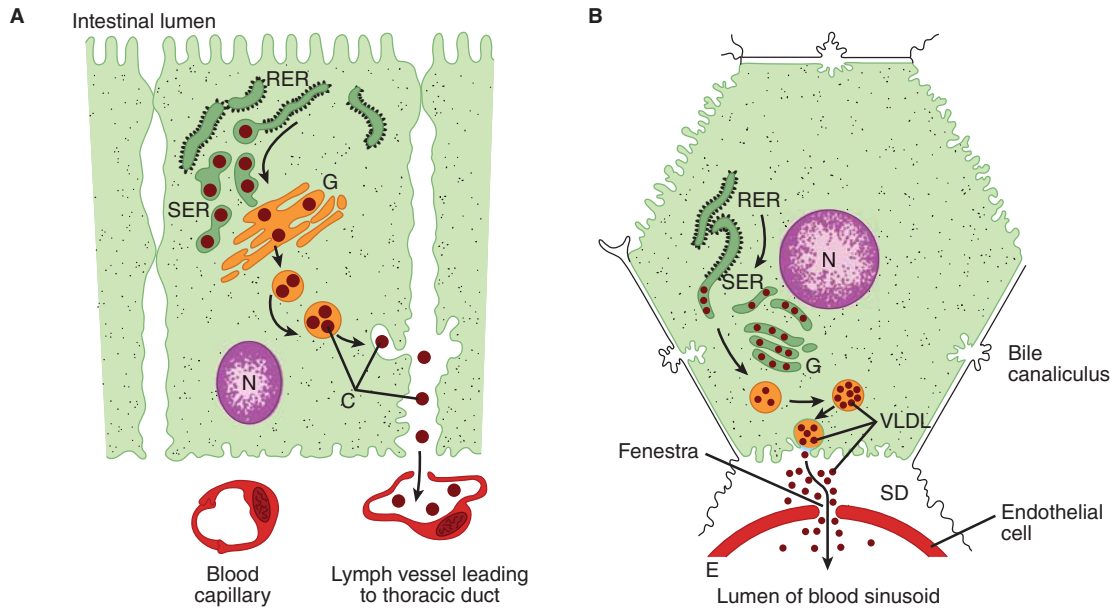 A
Intestinal lumen
RER
G
SER
N
C
Blood
capillary
Lymph vessel leading
to thoracic duct
B
RER
N
SER
G
Bile
canaliculus
VLDL
Fenestra
SD
Endothelial
cell
E
Lumen of blood sinusoid